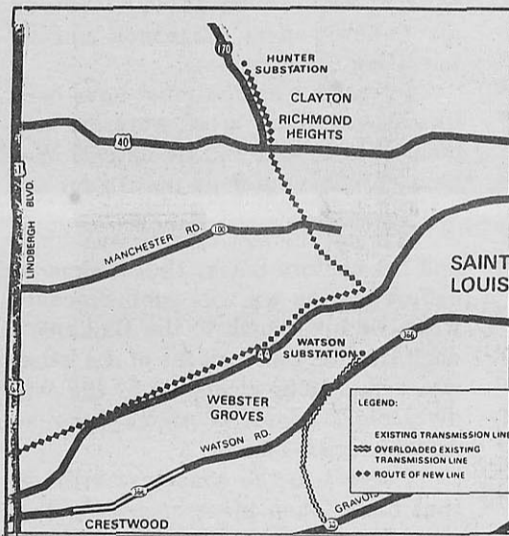 170
HUNTER
SUBSTATION
CLAYTON
RICHMOND
HEIGHTS
40
LINDBERGH BLVD.
MANCHESTER RD.
100
SAINT
LOUIS
366
44
WATSON
SUBSTATION
WEBSTER
GROVES
WATSON RD.
366
CRESTWOOD
GRAVOIS
LEGEND:
EXISTING TRANSMISSION LINE
OVERLOADED EXISTING
TRANSMISSION LINE
ROUTE OF NEW LINE